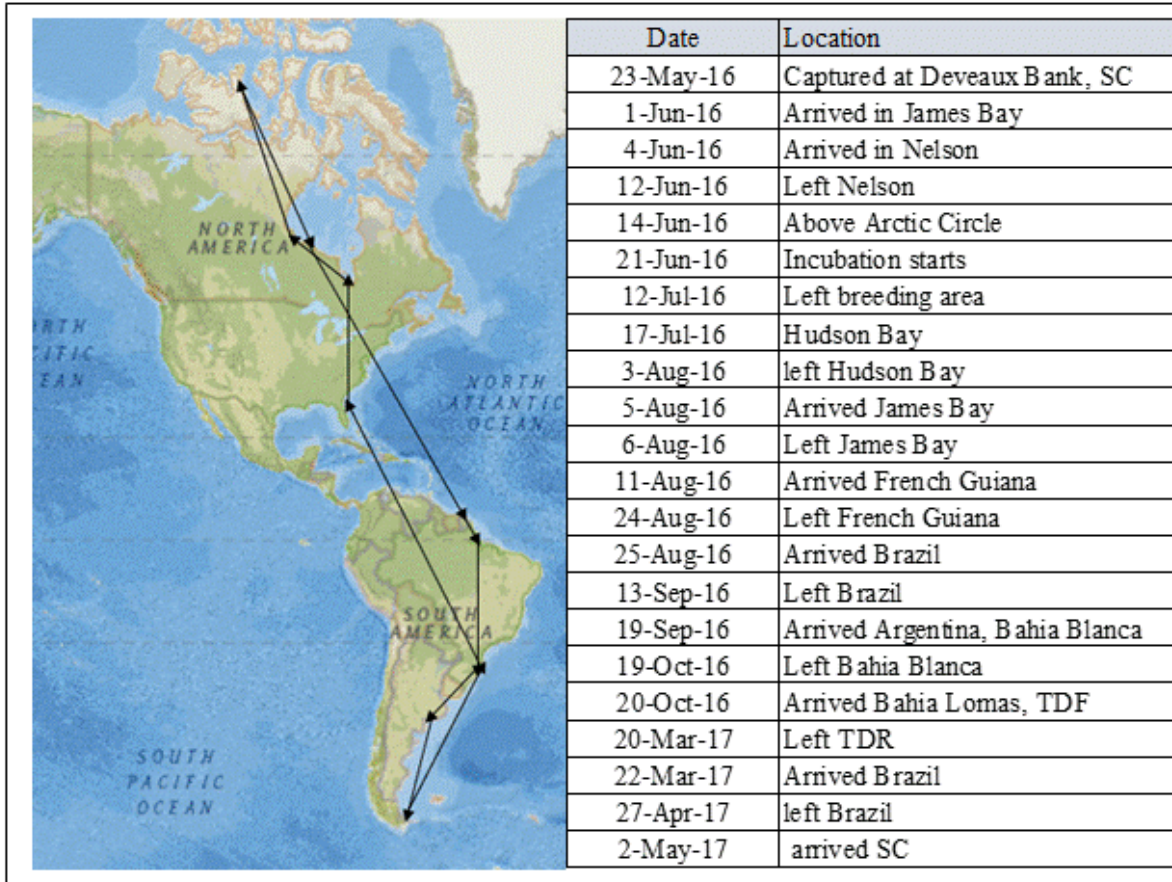 NORTH
AMERICA
RTH
CIFIC
EAN
NORTH
ATLANTIC
OCEAN
SOUTH
AMERICA
SOUTH
PACIFIC
OCEAN
Date Location
23-May-16 Captured at Deveaux Bank, SC
1-Jun-16 Arrived in James Bay
4-Jun-16 Arrived in Nelson
12-Jun-16 Left Nelson
14-Jun-16 Above Arctic Circle
21-Jun-16 Incubation starts
12-Jul-16 Left breeding area
17-Jul-16 Hudson Bay
3-Aug-16 left Hudson Bay
5-Aug-16 Arrived James Bay
6-Aug-16 Left James Bay
11-Aug-16 Arrived French Guiana
24-Aug-16 Left French Guiana
25-Aug-16 Arrived Brazil
13-Sep-16 Left Brazil
19-Sep-16 Arrived Argentina, Bahia Blanca
19-Oct-16 Left Bahia Blanca
20-Oct-16 Arrived Bahia Lomas, TDF
20-Mar-17 Left TDR
22-Mar-17 Arrived Brazil
27-Apr-17 left Brazil
2-May-17 arrived SC